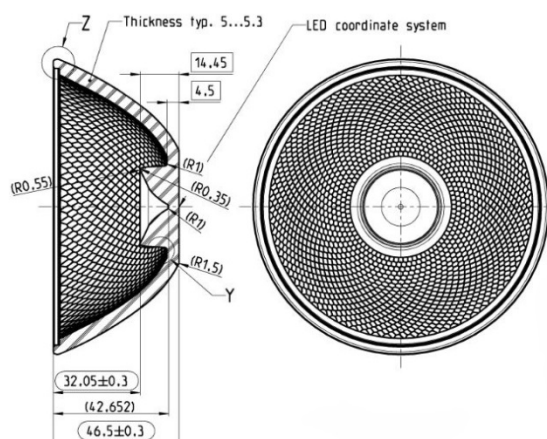 Z
Thickness typ. 5...5.3
LED coordinate system
14.45
4.5
(R1)
(R0.35)
(R0.55)
(R1)
(R1.5)
Y
32.05±0.3
(42.652)
46.5±0.3